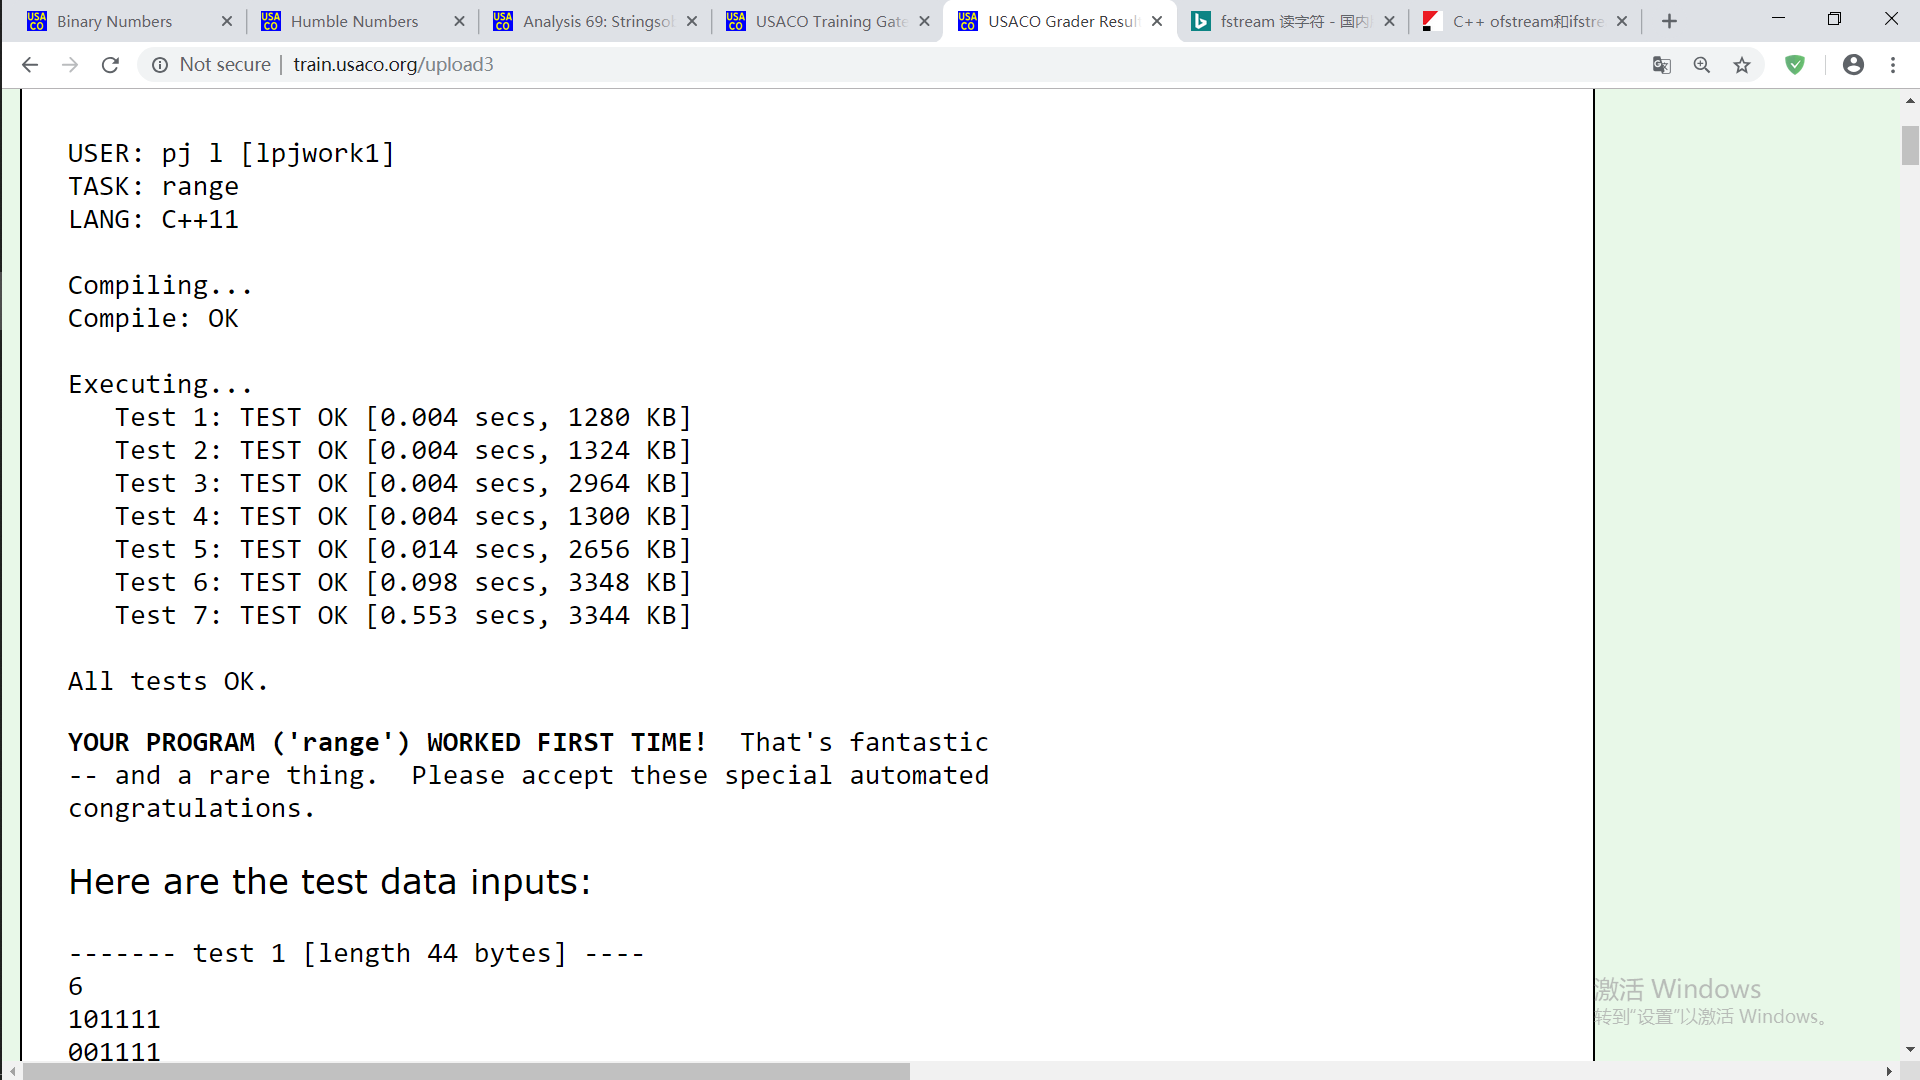 Binary Numbers
Humble Numbers
Analysis 69: Stringso
USACO Training Gate
USACO Grader Result
fstream 读字符 - 国内
C++ ofstream和ifstre
Not secure | train.usaco.org/upload3
USER: pj l [lpjwork1]
TASK: range
LANG: C++11
Compiling...
Compile: OK
Executing...
Test 1: TEST OK [0.004 secs, 1280 KB]
Test 2: TEST OK [0.004 secs, 1324 KB]
Test 3: TEST OK [0.004 secs, 2964 KB]
Test 4: TEST OK [0.004 secs, 1300 KB]
Test 5: TEST OK [0.014 secs, 2656 KB]
Test 6: TEST OK [0.098 secs, 3348 KB]
Test 7: TEST OK [0.553 secs, 3344 KB]
All tests OK.
YOUR PROGRAM ('range') WORKED FIRST TIME! That's fantastic
-- and a rare thing. Please accept these special automated
congratulations.
Here are the test data inputs:
------- test 1 [length 44 bytes] ----
6
101111
001111
激活 Windows
转到“设置”以激活 Windows。